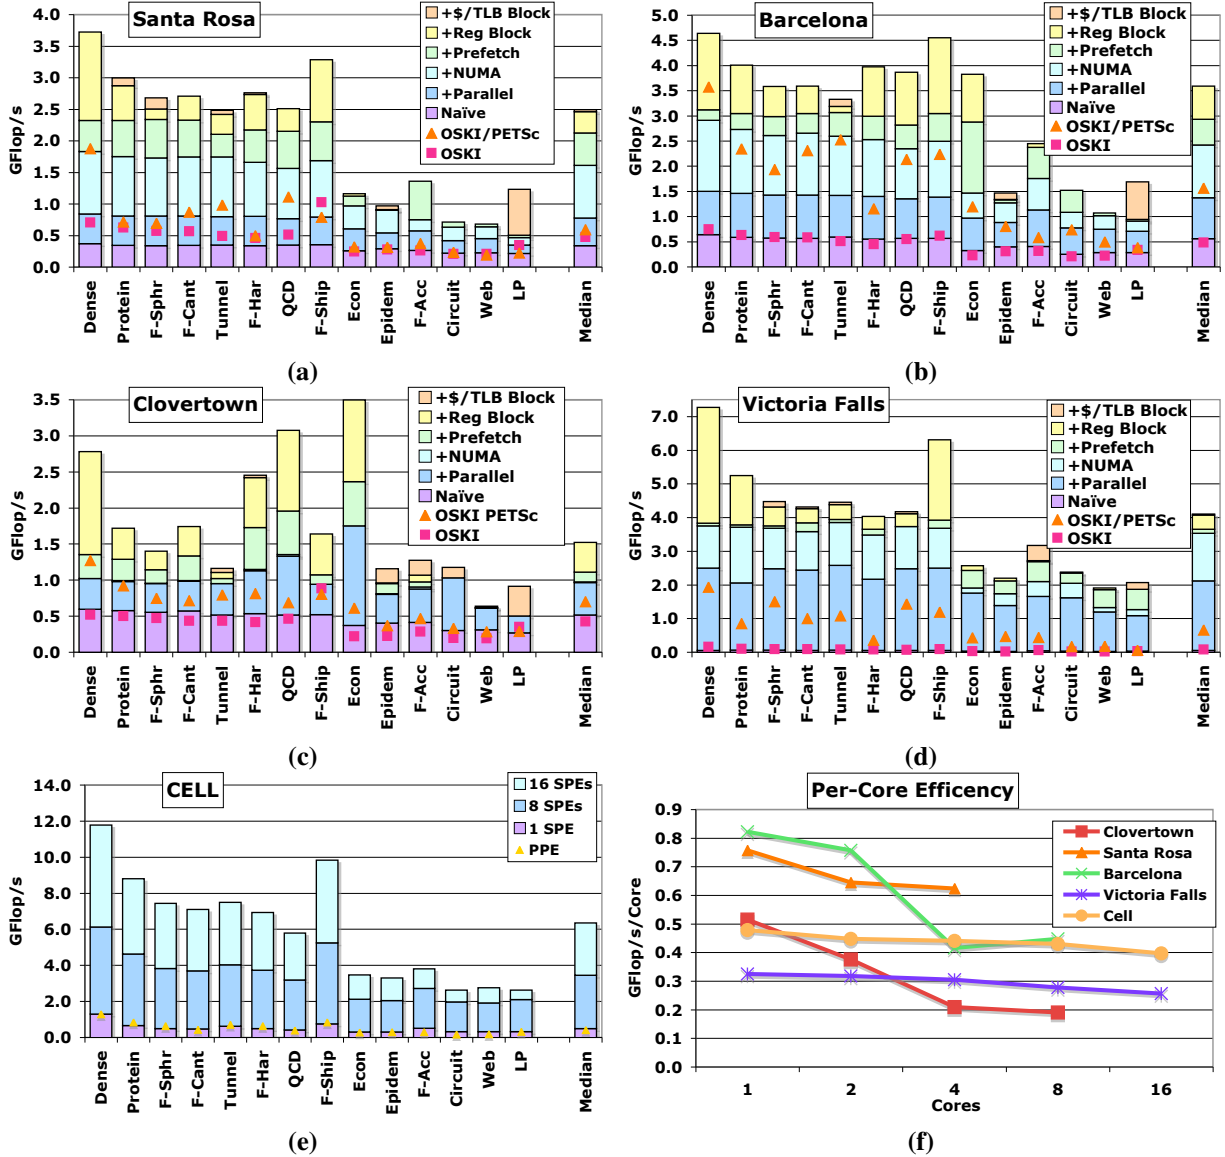 Santa Rosa
GFlop/s
4.0
3.5
3.0
2.5
2.0
1.5
1.0
0.5
0.0
+$/TLB Block
+Reg Block
+Prefetch
+NUMA
+Parallel
Naïve
OSKI/PETSc
OSKI
Dense
Protein
F-Sphr
F-Cant
Tunnel
F-Har
QCD
F-Ship
Econ
Epidem
F-Acc
Circuit
Web
LP
Median
(a)
Barcelona
GFlop/s
5.0
4.5
4.0
3.5
3.0
2.5
2.0
1.5
1.0
0.5
0.0
+$/TLB Block
+Reg Block
+Prefetch
+NUMA
+Parallel
Naïve
OSKI/PETSc
OSKI
Dense
Protein
F-Sphr
F-Cant
Tunnel
F-Har
QCD
F-Ship
Econ
Epidem
F-Acc
Circuit
Web
LP
Median
(b)
Clovertown
GFlop/s
3.5
3.0
2.5
2.0
1.5
1.0
0.5
0.0
+$/TLB Block
+Reg Block
+Prefetch
+NUMA
+Parallel
Naïve
OSKI PETSc
OSKI
Dense
Protein
F-Sphr
F-Cant
Tunnel
F-Har
QCD
F-Ship
Econ
Epidem
F-Acc
Circuit
Web
LP
Median
(c)
Victoria Falls
GFlop/s
7.0
6.0
5.0
4.0
3.0
2.0
1.0
0.0
+$/TLB Block
+Reg Block
+Prefetch
+NUMA
+Parallel
Naïve
OSKI/PETSc
OSKI
Dense
Protein
F-Sphr
F-Cant
Tunnel
F-Har
QCD
F-Ship
Econ
Epidem
F-Acc
Circuit
Web
LP
Median
(d)
CELL
GFlop/s
14.0
12.0
10.0
8.0
6.0
4.0
2.0
0.0
16 SPEs
8 SPEs
1 SPE
PPE
Dense
Protein
F-Sphr
F-Cant
Tunnel
F-Har
QCD
F-Ship
Econ
Epidem
F-Acc
Circuit
Web
LP
Median
(e)
Per-Core Efficency
GFlop/s/Core
0.9
0.8
0.7
0.6
0.5
0.4
0.3
0.2
0.1
0.0
Clovertown
Santa Rosa
Barcelona
Victoria Falls
Cell
1 2 4 8 16
Cores
(f)